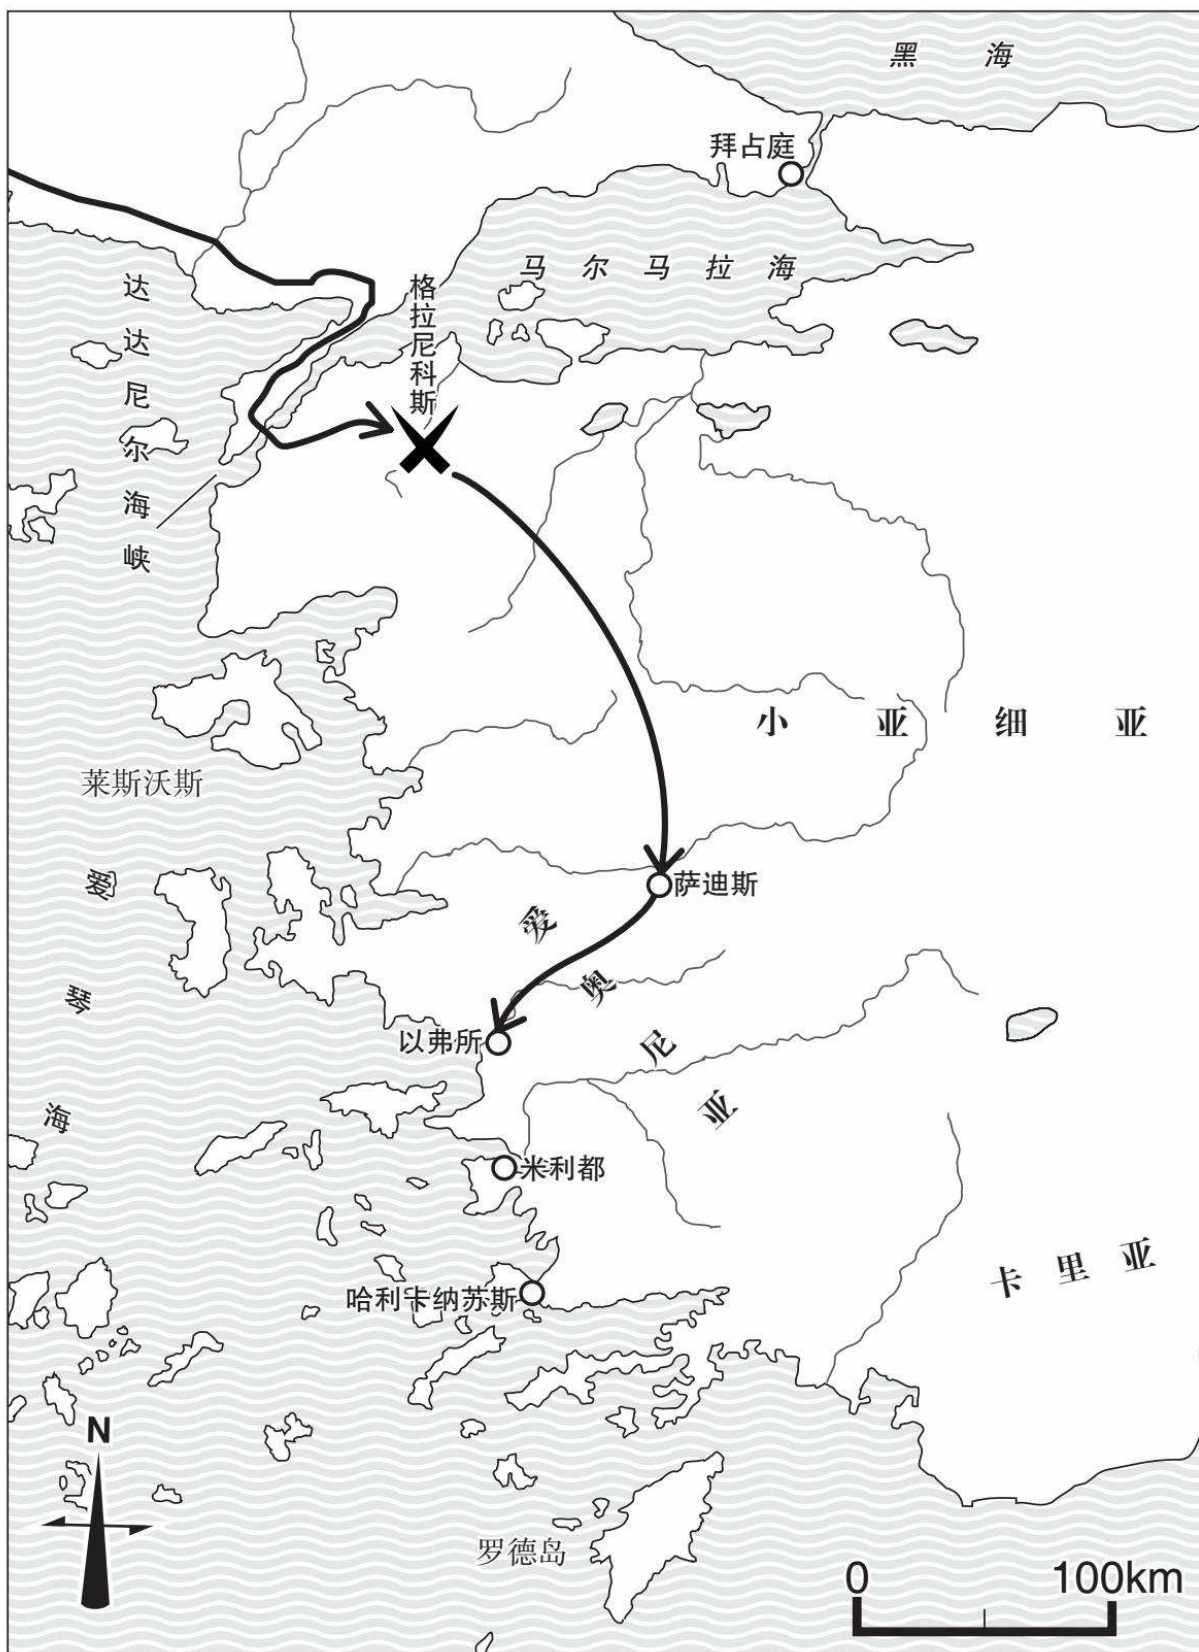 黑海
拜占庭
马尔马拉海
达达尼尔海峡
格拉尼科斯
小亚细亚
莱斯沃斯
爱琴海
萨迪斯
爱奥尼亚
以弗所
米利都
哈利卡纳苏斯
卡里亚
N
罗德岛
0
100km